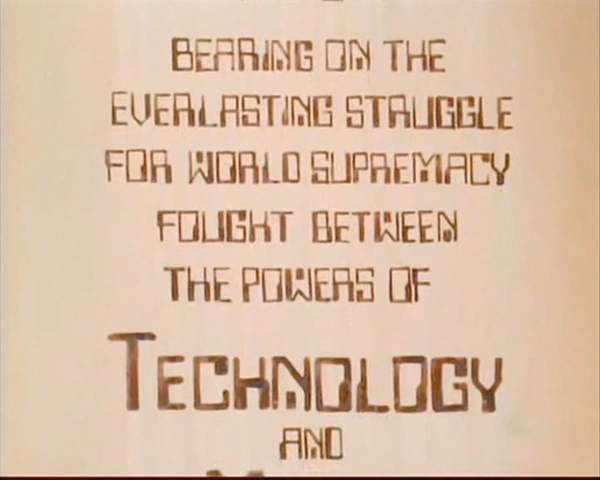 BEARING ON THE
EVERLASTING STRUGGLE
FOR WORLD SUPREMACY
FOUGHT BETWEEN
THE POWERS OF
TECHNOLOGY
AND